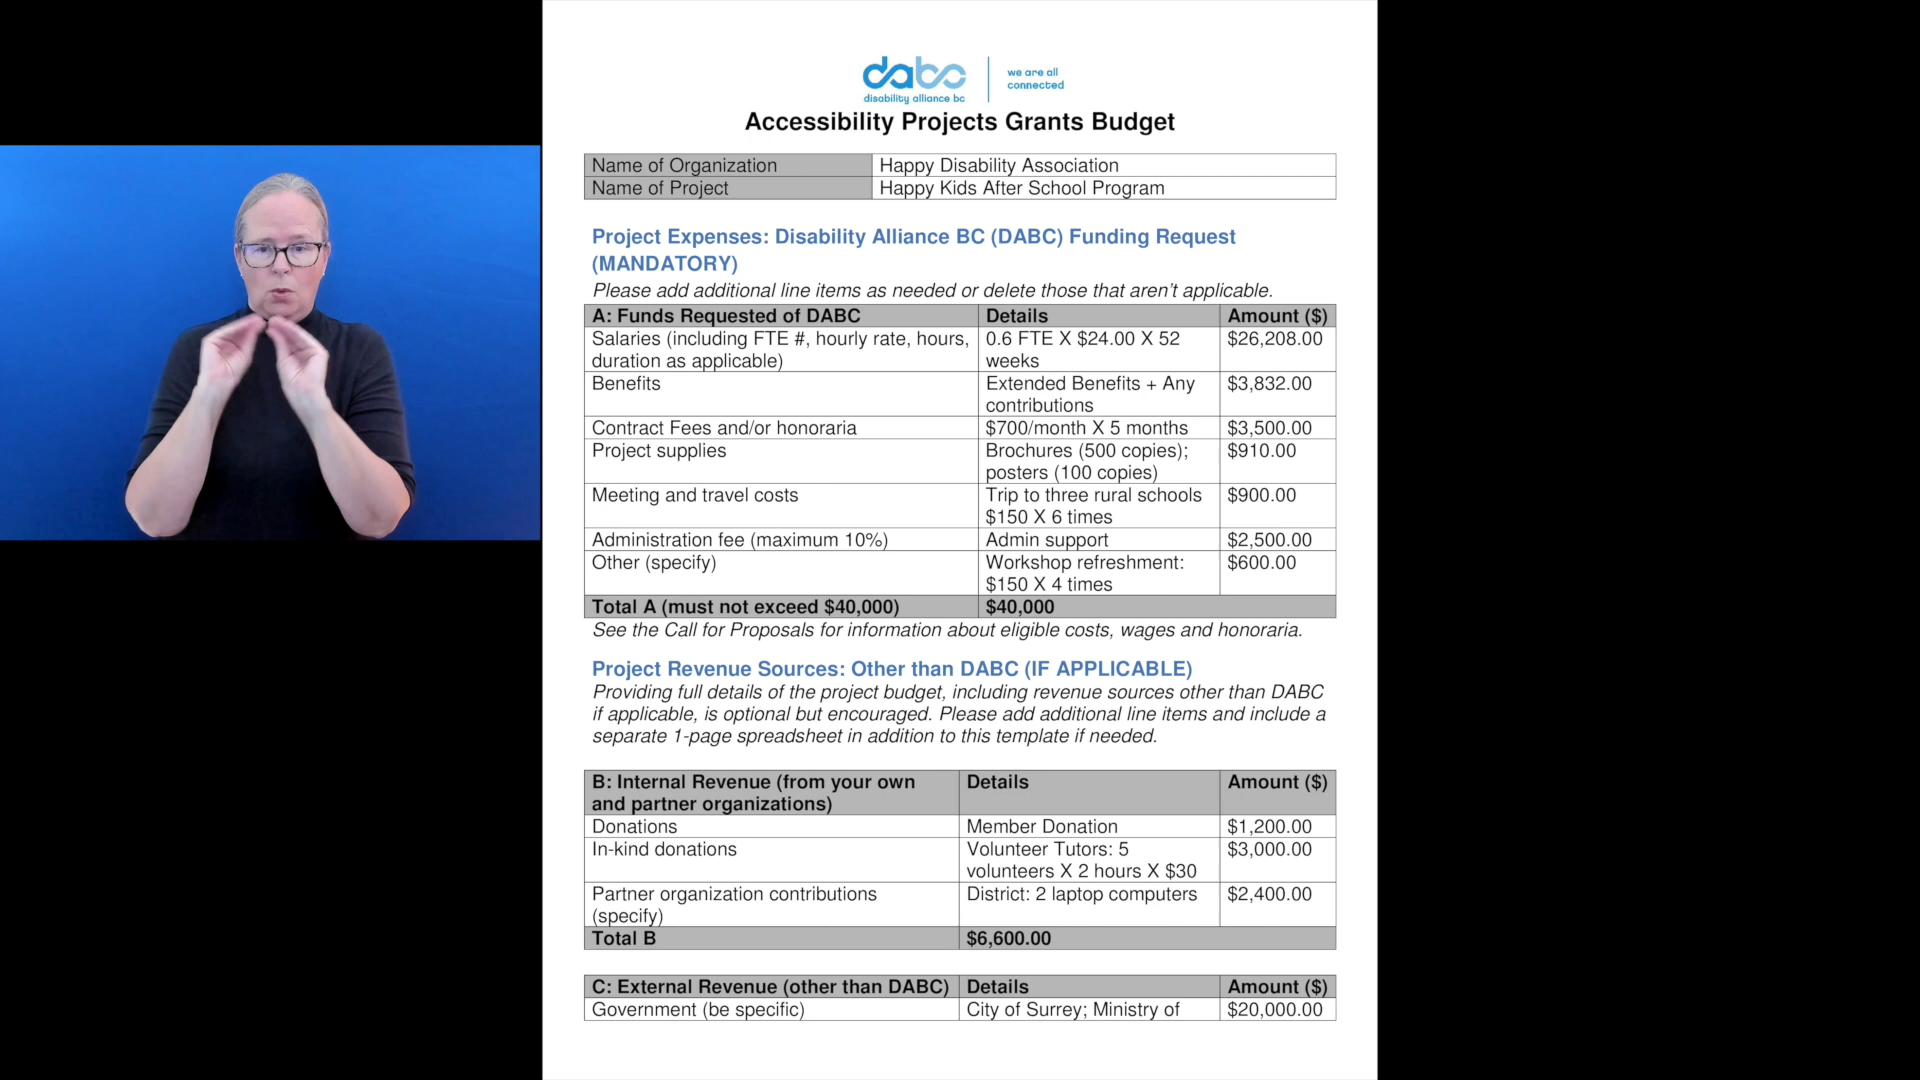 dabc
disability alliance bc
we are all
connected
Accessibility Projects Grants Budget
Name of Organization Happy Disability Association
Name of Project Happy Kids After School Program
Project Expenses: Disability Alliance BC (DABC) Funding Request
(MANDATORY)
Please add additional line items as needed or delete those that aren't applicable.
A: Funds Requested of DABC Details Amount ($)
Salaries (including FTE #, hourly rate, hours, 0.6 FTE X $24.00 X 52 $26,208.00
duration as applicable) weeks
Benefits Extended Benefits + Any $3,832.00
contributions
Contract Fees and/or honoraria $700/month X 5 months $3,500.00
Project supplies Brochures (500 copies); $910.00
posters (100 copies)
Meeting and travel costs Trip to three rural schools $900.00
$150 X 6 times
Administration fee (maximum 10%) Admin support $2,500.00
Other (specify) Workshop refreshment: $600.00
$150 X 4 times
Total A (must not exceed $40,000) $40,000
See the Call for Proposals for information about eligible costs, wages and honoraria.
Project Revenue Sources: Other than DABC (IF APPLICABLE)
Providing full details of the project budget, including revenue sources other than DABC
if applicable, is optional but encouraged. Please add additional line items and include a
separate 1-page spreadsheet in addition to this template if needed.
B: Internal Revenue (from your own Details Amount ($)
and partner organizations)
Donations Member Donation $1,200.00
In-kind donations Volunteer Tutors: 5 $3,000.00
volunteers X 2 hours X $30
Partner organization contributions District: 2 laptop computers $2,400.00
(specify)
Total B $6,600.00
C: External Revenue (other than DABC) Details Amount ($)
Government (be specific) City of Surrey; Ministry of $20,000.00